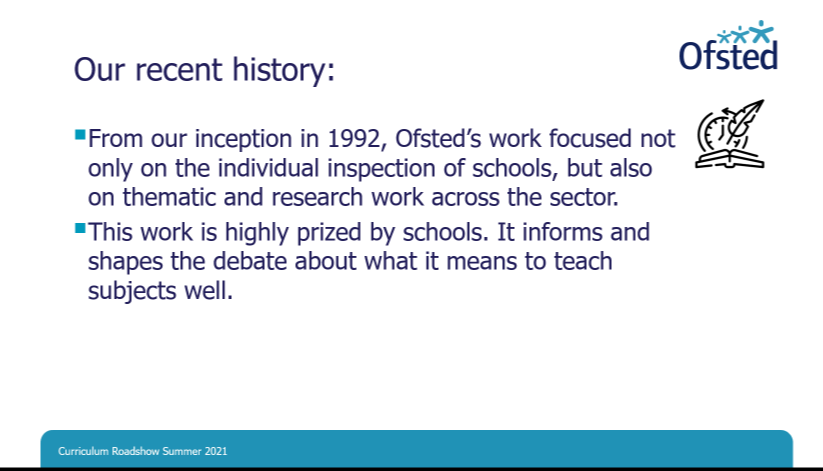 Ofsted
Our recent history:
From our inception in 1992, Ofsted's work focused not
only on the individual inspection of schools, but also
on thematic and research work across the sector.
This work is highly prized by schools. It informs and
shapes the debate about what it means to teach
subjects well.
Curriculum Roadshow Summer 2021